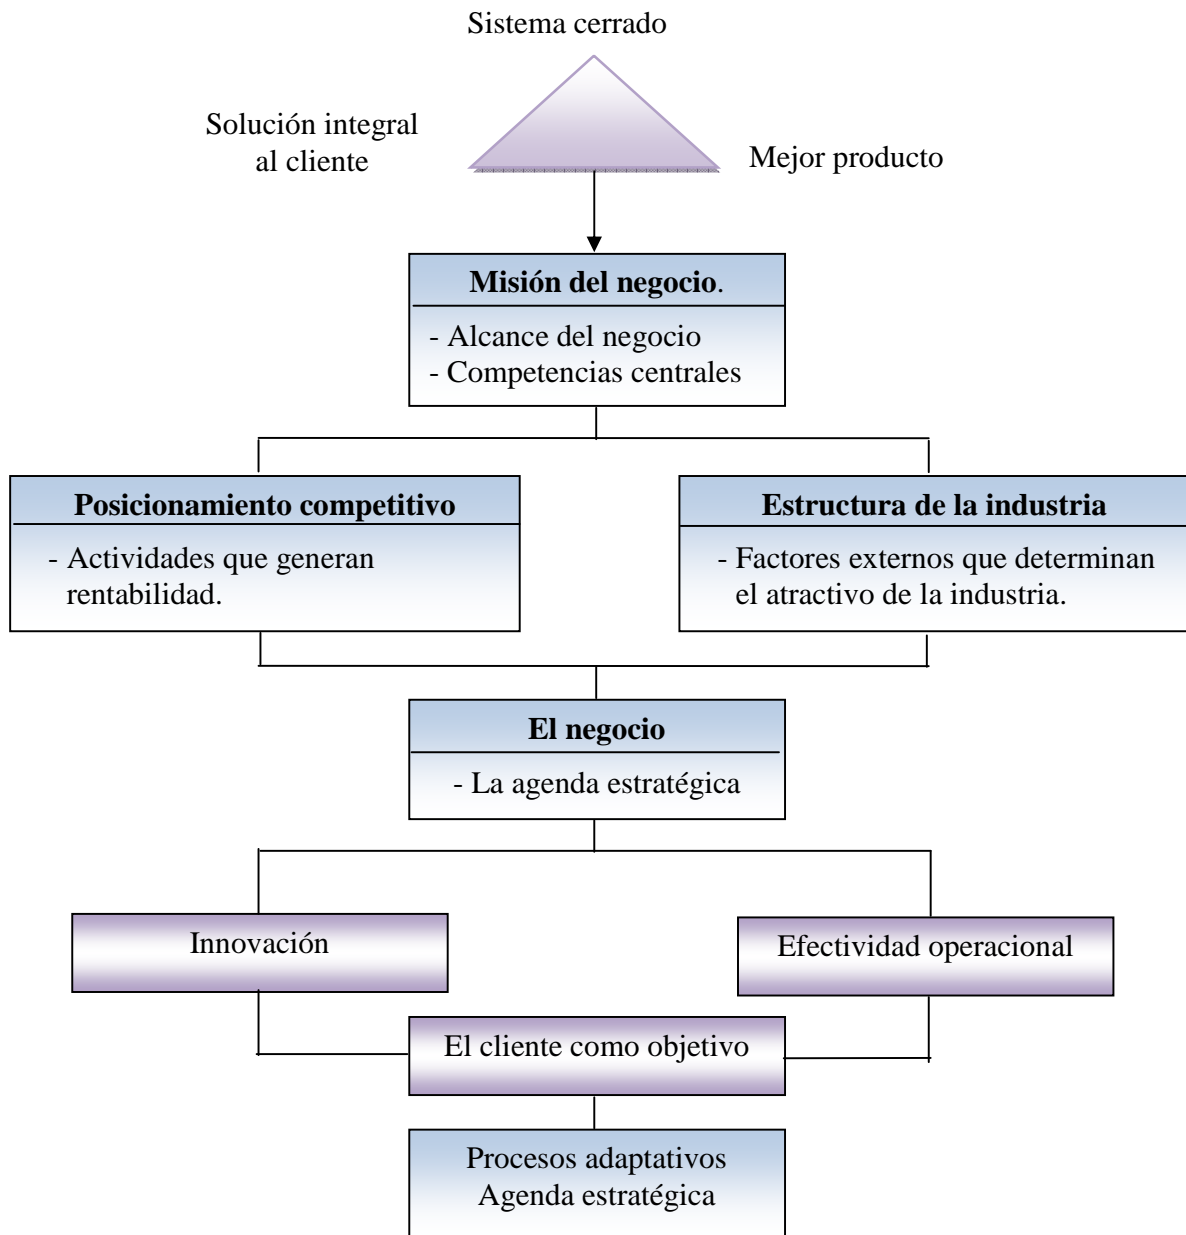 Sistema cerrado
Solución integral
al cliente
Mejor producto
Misión del negocio.
- Alcance del negocio
- Competencias centrales
Posicionamiento competitivo
- Actividades que generan
rentabilidad.
Estructura de la industria
- Factores externos que determinan
el atractivo de la industria.
El negocio
- La agenda estratégica
Innovación
Efectividad operacional
El cliente como objetivo
Procesos adaptativos
Agenda estratégica